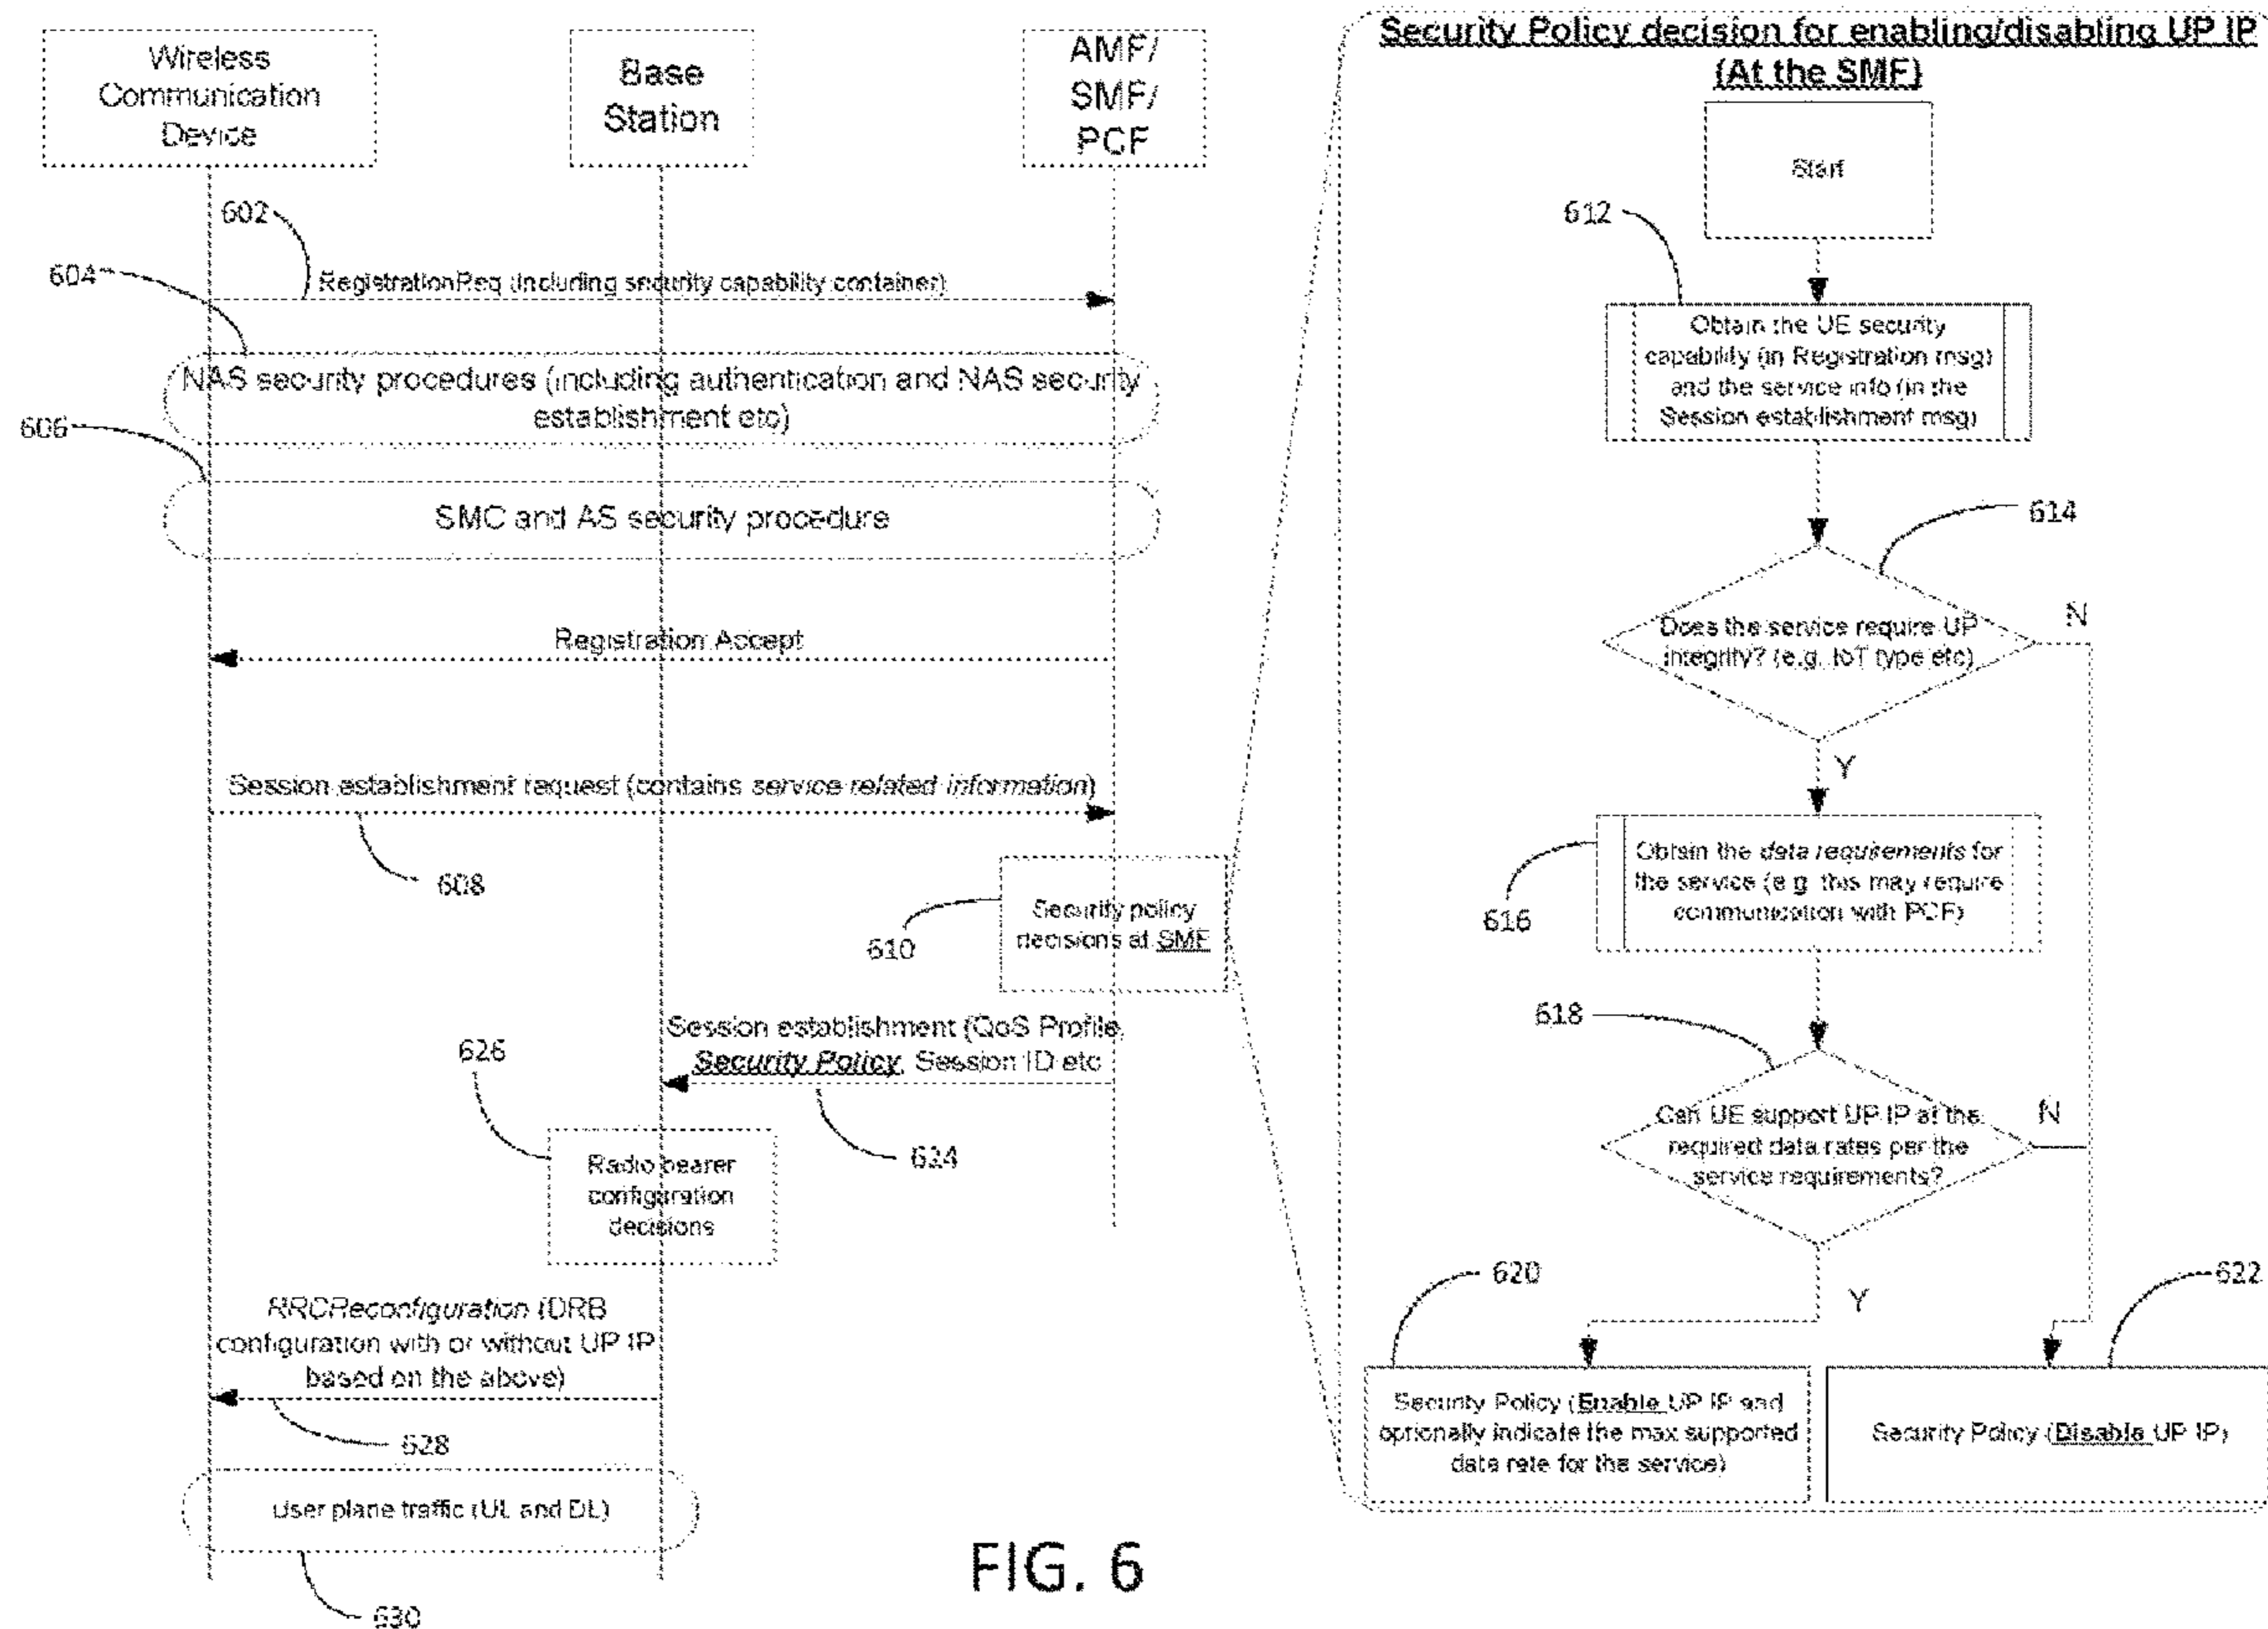 Wireless
Communication
Device
Base
Station
AMF/
SMF/
PCF
602
RegistrationReq (including security capability container)
604
NAS security procedures (including authentication and NAS security
establishment etc)
606
SMC and AS security procedure
Registration Accept
Session establishment request (contains service related information)
608
Security policy
decisions at SMF
610
Session establishment (QoS Profile,
Security Policy, Session ID etc
624
626
Radio bearer
configuration
decisions
RRCReconfiguration (DRB
configuration with or without UP IP
based on the above)
628
User plane traffic (UL and DL)
630
FIG. 6
Security Policy decision for enabling/disabling UP IP
(At the SMF)
Start
612
Obtain the UE security
capability (in Registration msg)
and the service info (in the
Session establishment msg)
614
Does the service require UP
integrity? (e.g. IoT type etc)
N
Y
616
Obtain the data requirements for
the service (e.g. this may require
communication with PCF)
618
Can UE support UP IP at the
required data rates per the
service requirements?
N
Y
620
Security Policy (Enable UP IP and
optionally indicate the max supported
data rate for the service)
622
Security Policy (Disable UP IP)